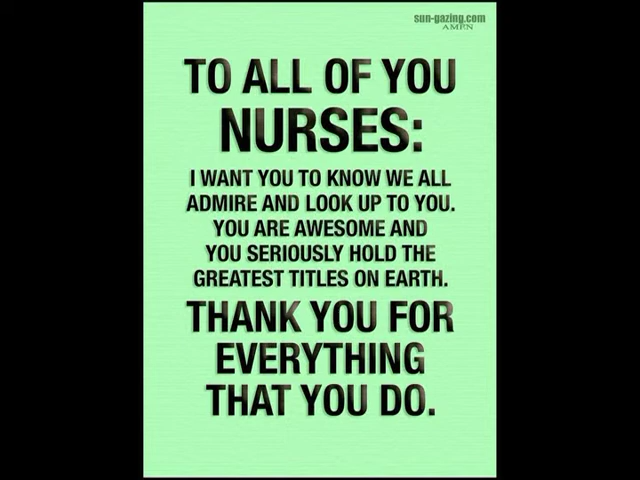 sun-gazing.com
AMEN
TO ALL OF YOU
NURSES:
I WANT YOU TO KNOW WE ALL
ADMIRE AND LOOK UP TO YOU.
YOU ARE AWESOME AND
YOU SERIOUSLY HOLD THE
GREATEST TITLES ON EARTH.
THANK YOU FOR
EVERYTHING
THAT YOU DO.